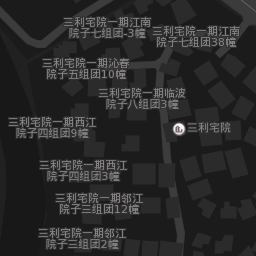 三利宅院一期江南
院子七组团-3幢
三利宅院一期江南
院子七组团38幢
三利宅院一期沁春
院子五组团10幢
三利宅院一期临波
院子八组团3幢
三利宅院一期西江
院子四组团9幢
三利宅院
三利宅院一期西江
院子四组团3幢
三利宅院一期邻江
院子三组团12幢
三利宅院一期邻江
院子三组团2幢